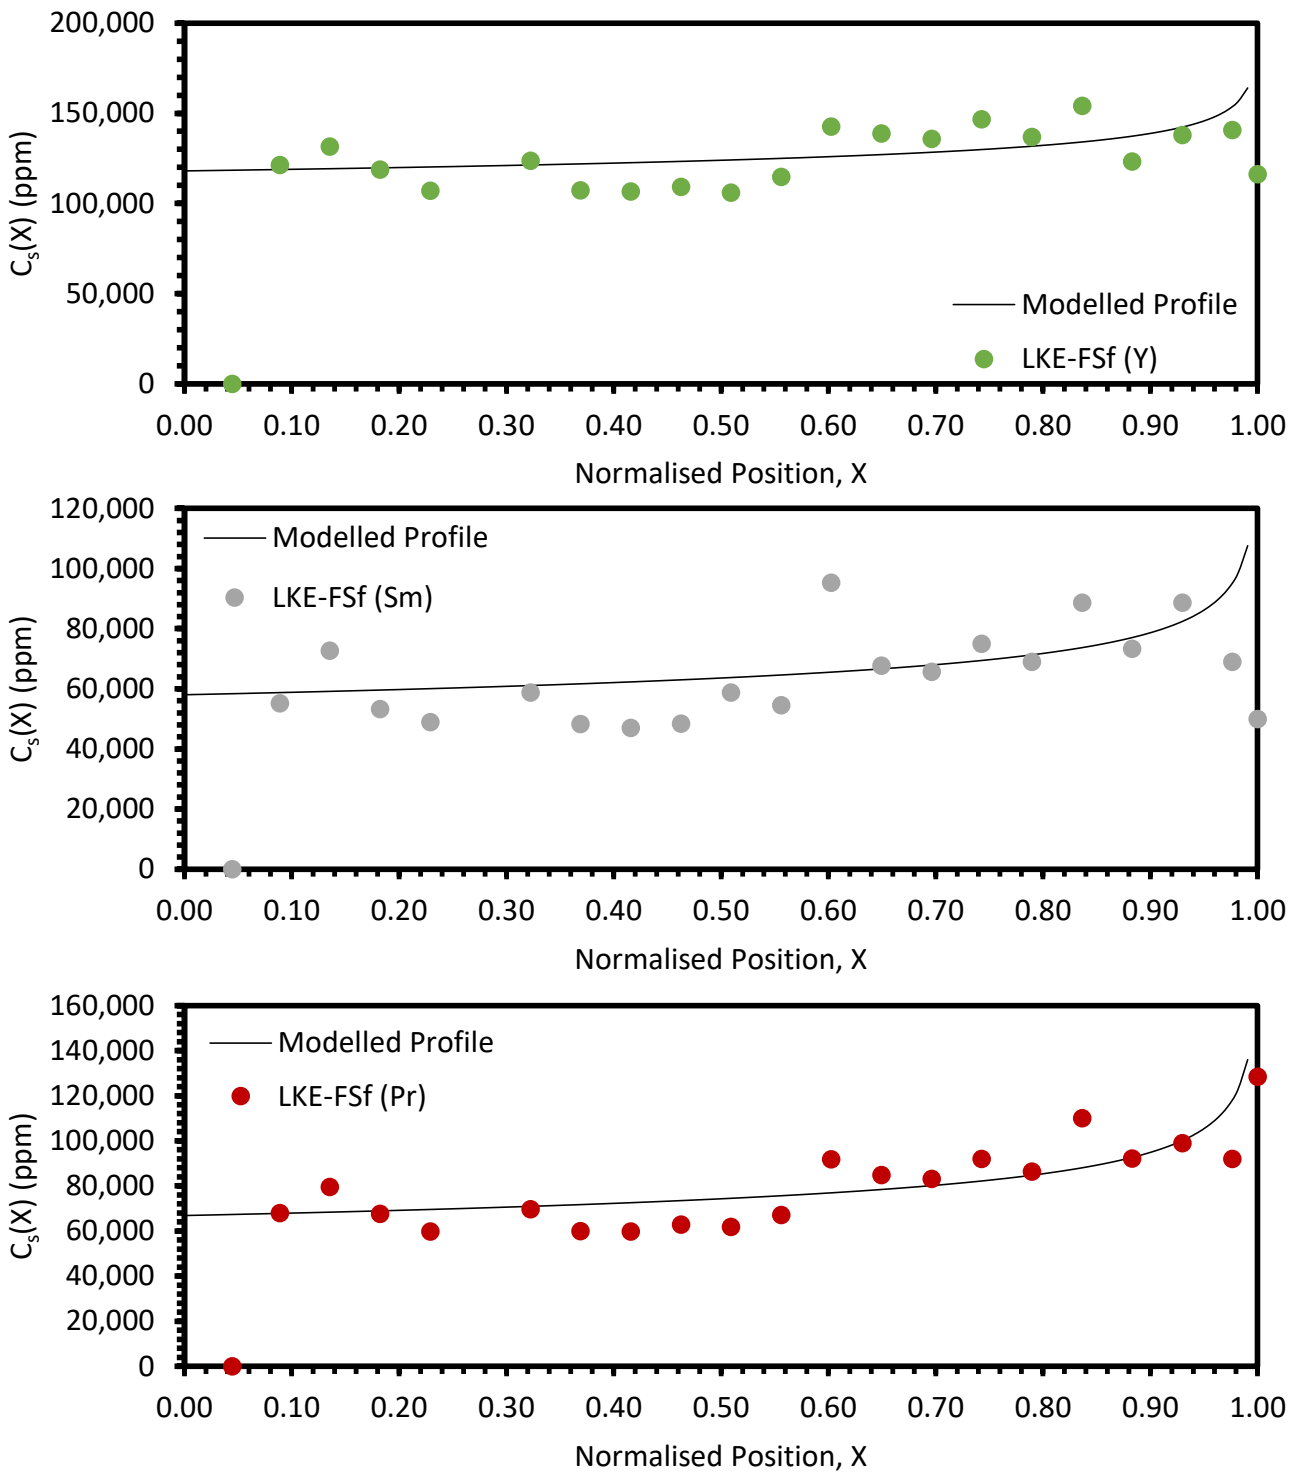 200,000
150,000
100,000
50,000
0
C_s(X) (ppm)
Modelled Profile
LKE-FSf (Y)
0.00 0.10 0.20 0.30 0.40 0.50 0.60 0.70 0.80 0.90 1.00
Normalised Position, X
120,000
100,000
80,000
60,000
40,000
20,000
0
C_s(X) (ppm)
Modelled Profile
LKE-FSf (Sm)
0.00 0.10 0.20 0.30 0.40 0.50 0.60 0.70 0.80 0.90 1.00
Normalised Position, X
160,000
140,000
120,000
100,000
80,000
60,000
40,000
20,000
0
C_s(X) (ppm)
Modelled Profile
LKE-FSf (Pr)
0.00 0.10 0.20 0.30 0.40 0.50 0.60 0.70 0.80 0.90 1.00
Normalised Position, X